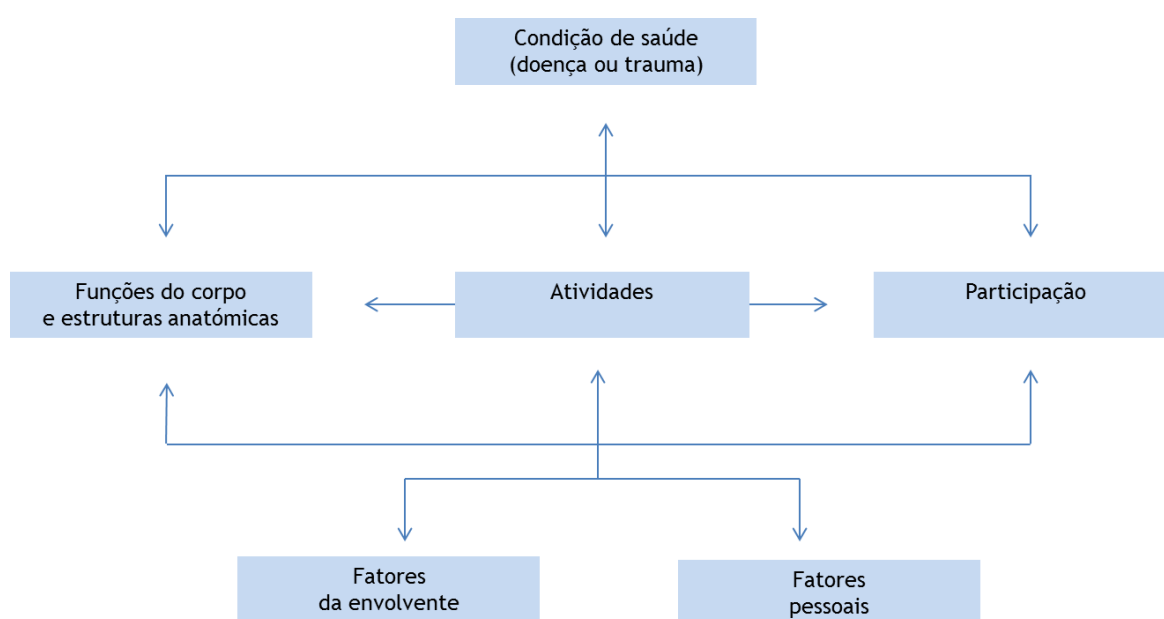 Condição de saúde
(doença ou trauma)
Funções do corpo
e estruturas anatómicas
Atividades
Participação
Fatores
da envolvente
Fatores
pessoais